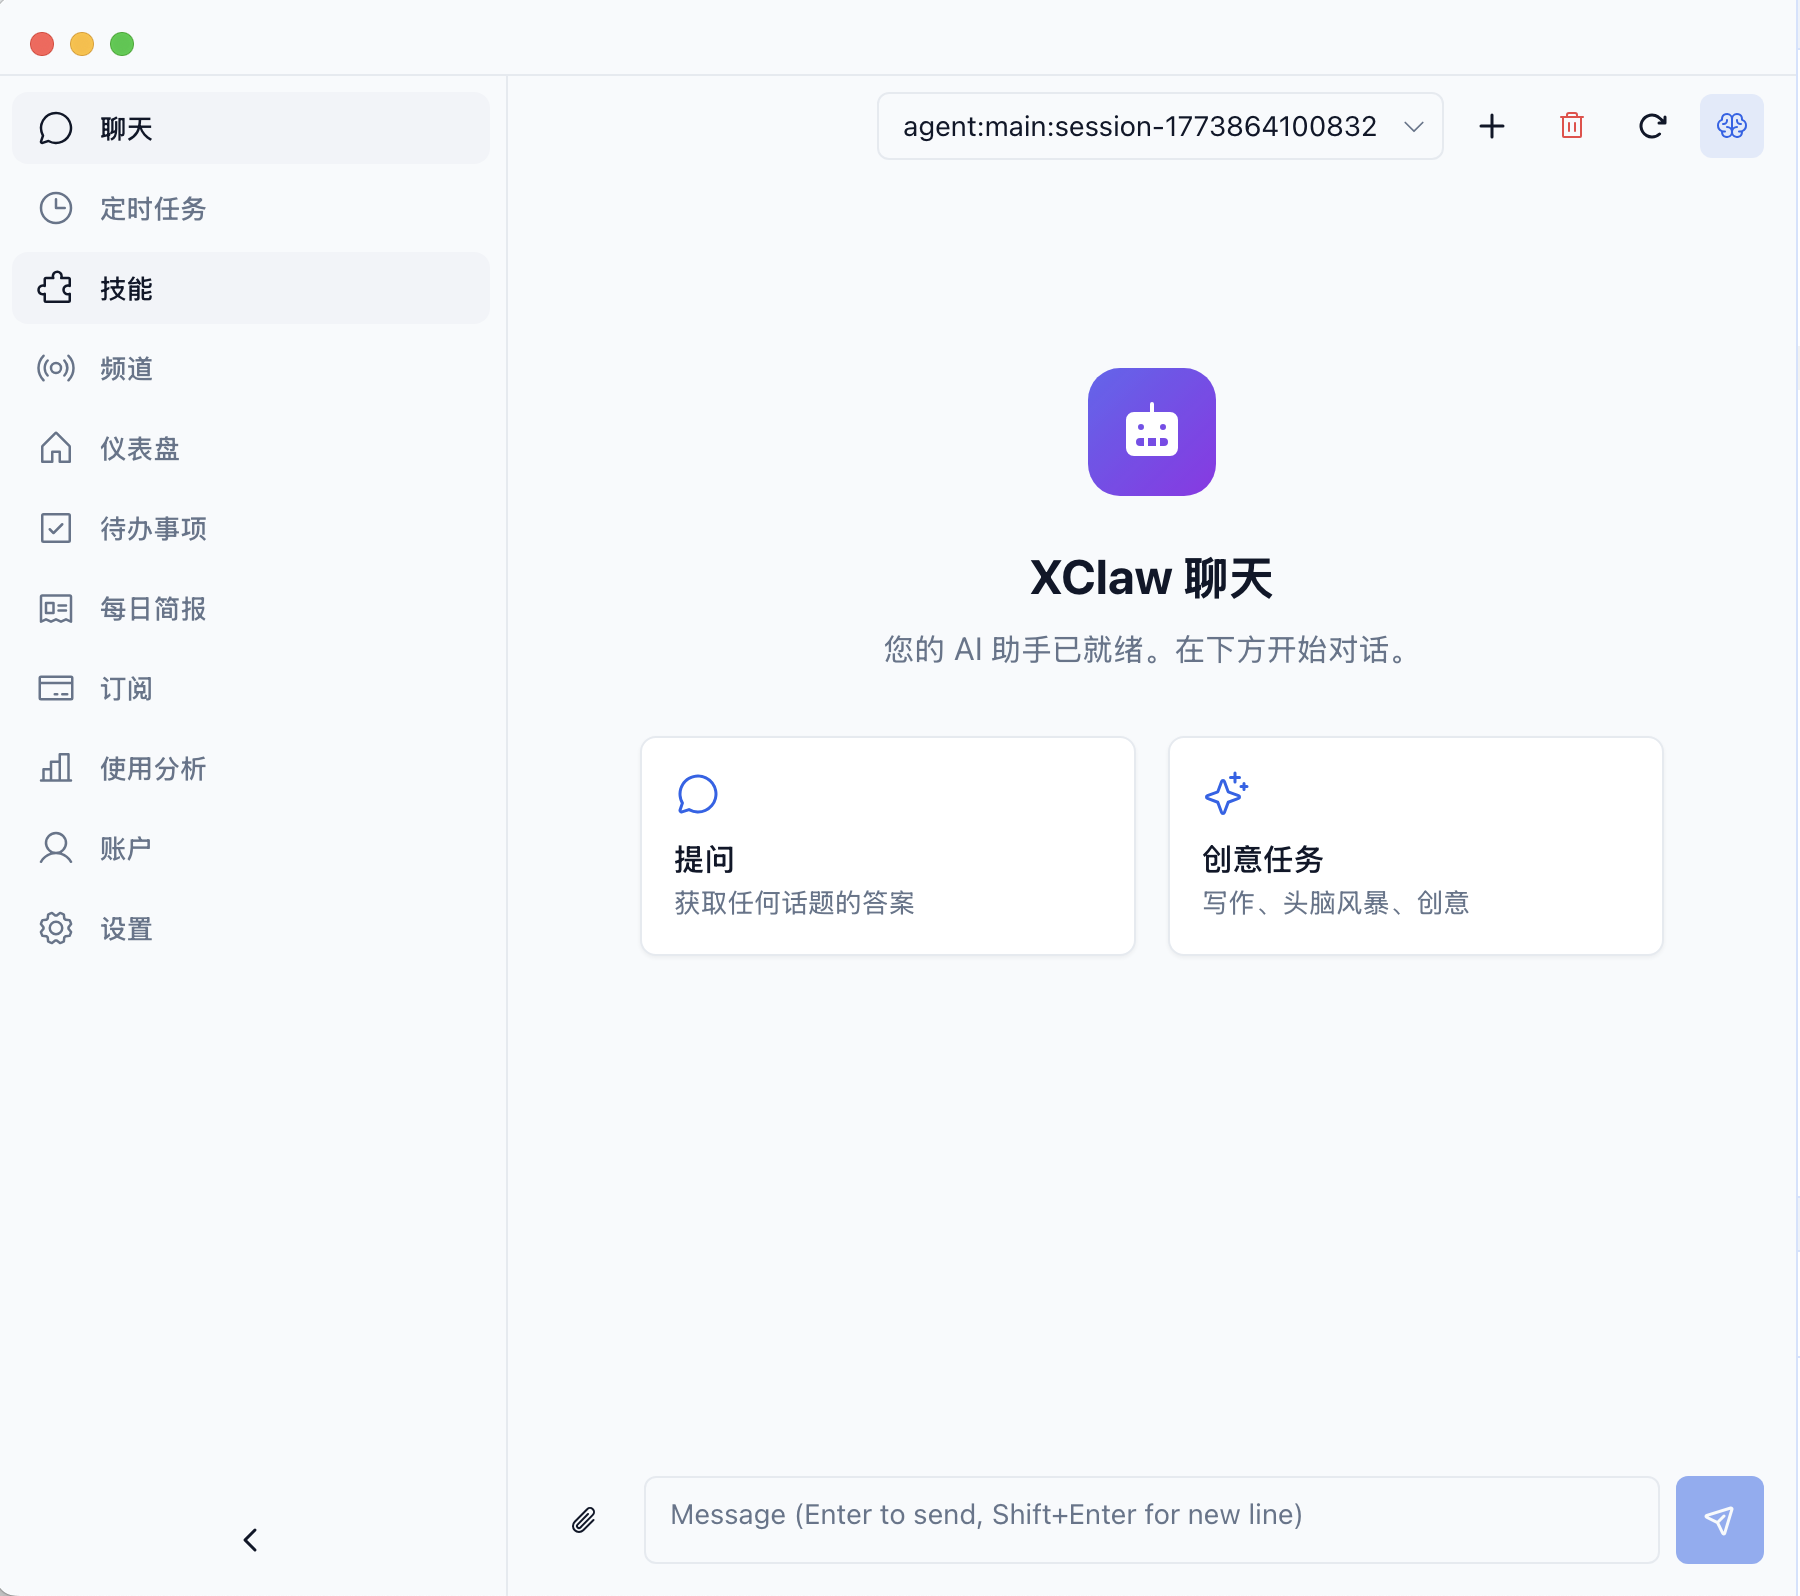 聊天
定时任务
技能
频道
仪表盘
待办事项
每日简报
订阅
使用分析
账户
设置
agent:main:session-1773864100832
XClaw 聊天
您的 AI 助手已就绪。在下方开始对话。
提问
获取任何话题的答案
创意任务
写作、头脑风暴、创意
Message (Enter to send, Shift+Enter for new line)